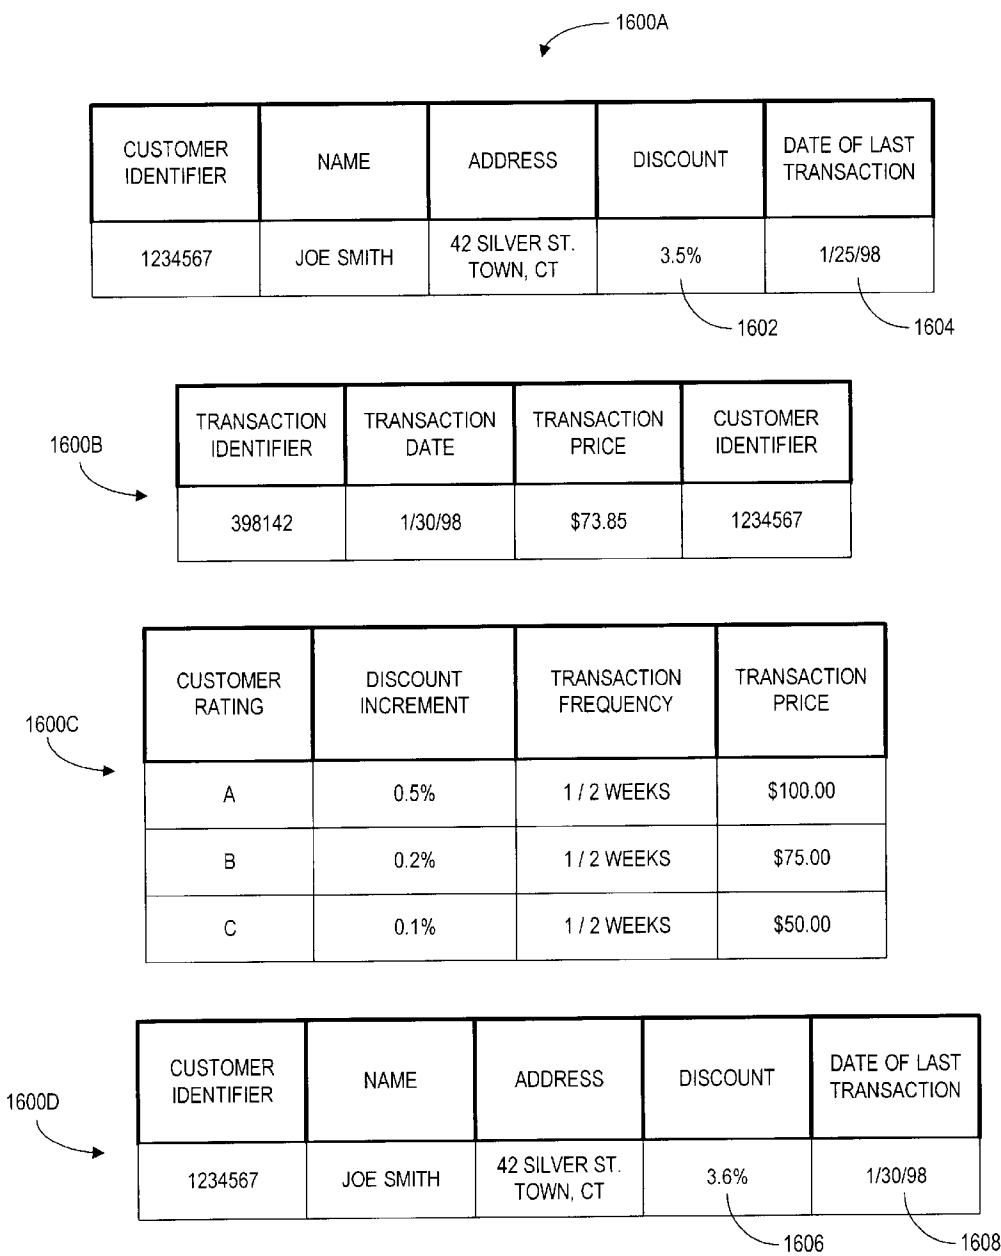 1600A
CUSTOMER IDENTIFIER
NAME
ADDRESS
DISCOUNT
DATE OF LAST TRANSACTION
1234567
JOE SMITH
42 SILVER ST.
TOWN, CT
3.5%
1/25/98
1602
1604
1600B
TRANSACTION IDENTIFIER
TRANSACTION DATE
TRANSACTION PRICE
CUSTOMER IDENTIFIER
398142
1/30/98
$73.85
1234567
1600C
CUSTOMER RATING
DISCOUNT INCREMENT
TRANSACTION FREQUENCY
TRANSACTION PRICE
A
0.5%
1 / 2 WEEKS
$100.00
B
0.2%
1 / 2 WEEKS
$75.00
C
0.1%
1 / 2 WEEKS
$50.00
1600D
CUSTOMER IDENTIFIER
NAME
ADDRESS
DISCOUNT
DATE OF LAST TRANSACTION
1234567
JOE SMITH
42 SILVER ST.
TOWN, CT
3.6%
1/30/98
1606
1608